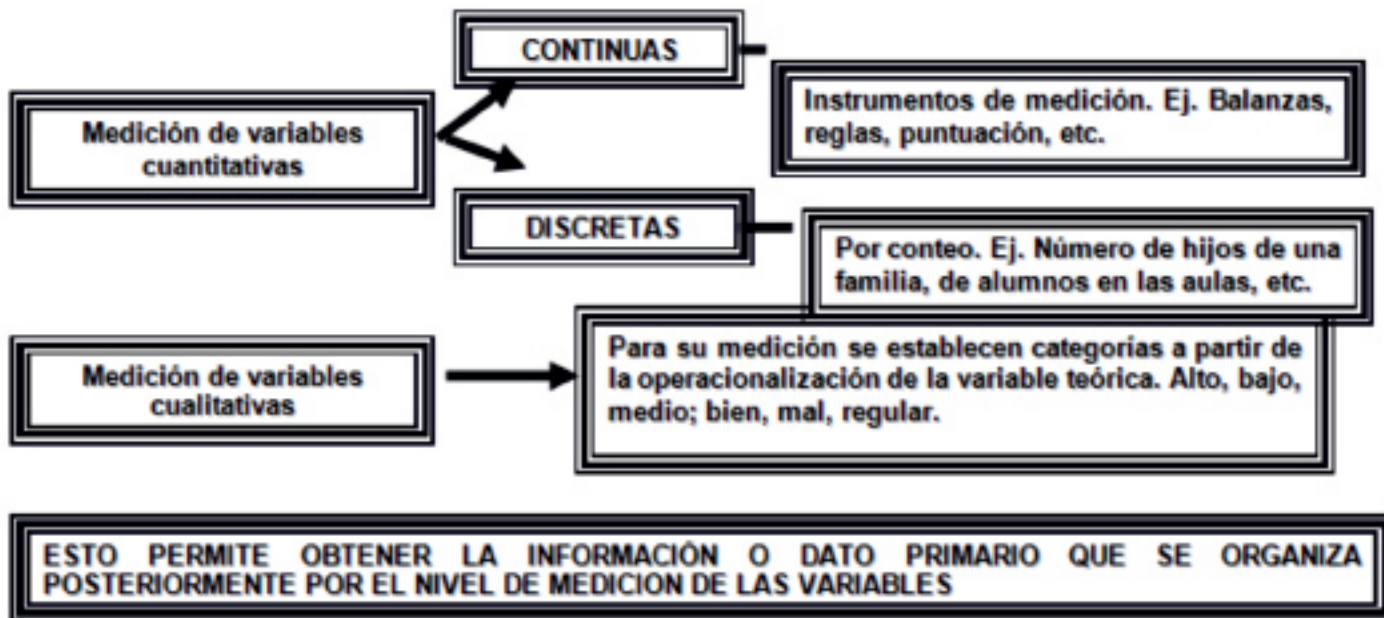 CONTINUAS
Instrumentos de medición. Ej. Balanzas,
reglas, puntuación, etc.
Medición de variables
cuantitativas
DISCRETAS
Por conteo. Ej. Número de hijos de una
familia, de alumnos en las aulas, etc.
Medición de variables
cualitativas
Para su medición se establecen categorías a partir de
la operacionalización de la variable teórica. Alto, bajo,
medio; bien, mal, regular.
ESTO PERMITE OBTENER LA INFORMACIÓN O DATO PRIMARIO QUE SE ORGANIZA
POSTERIORMENTE POR EL NIVEL DE MEDICION DE LAS VARIABLES